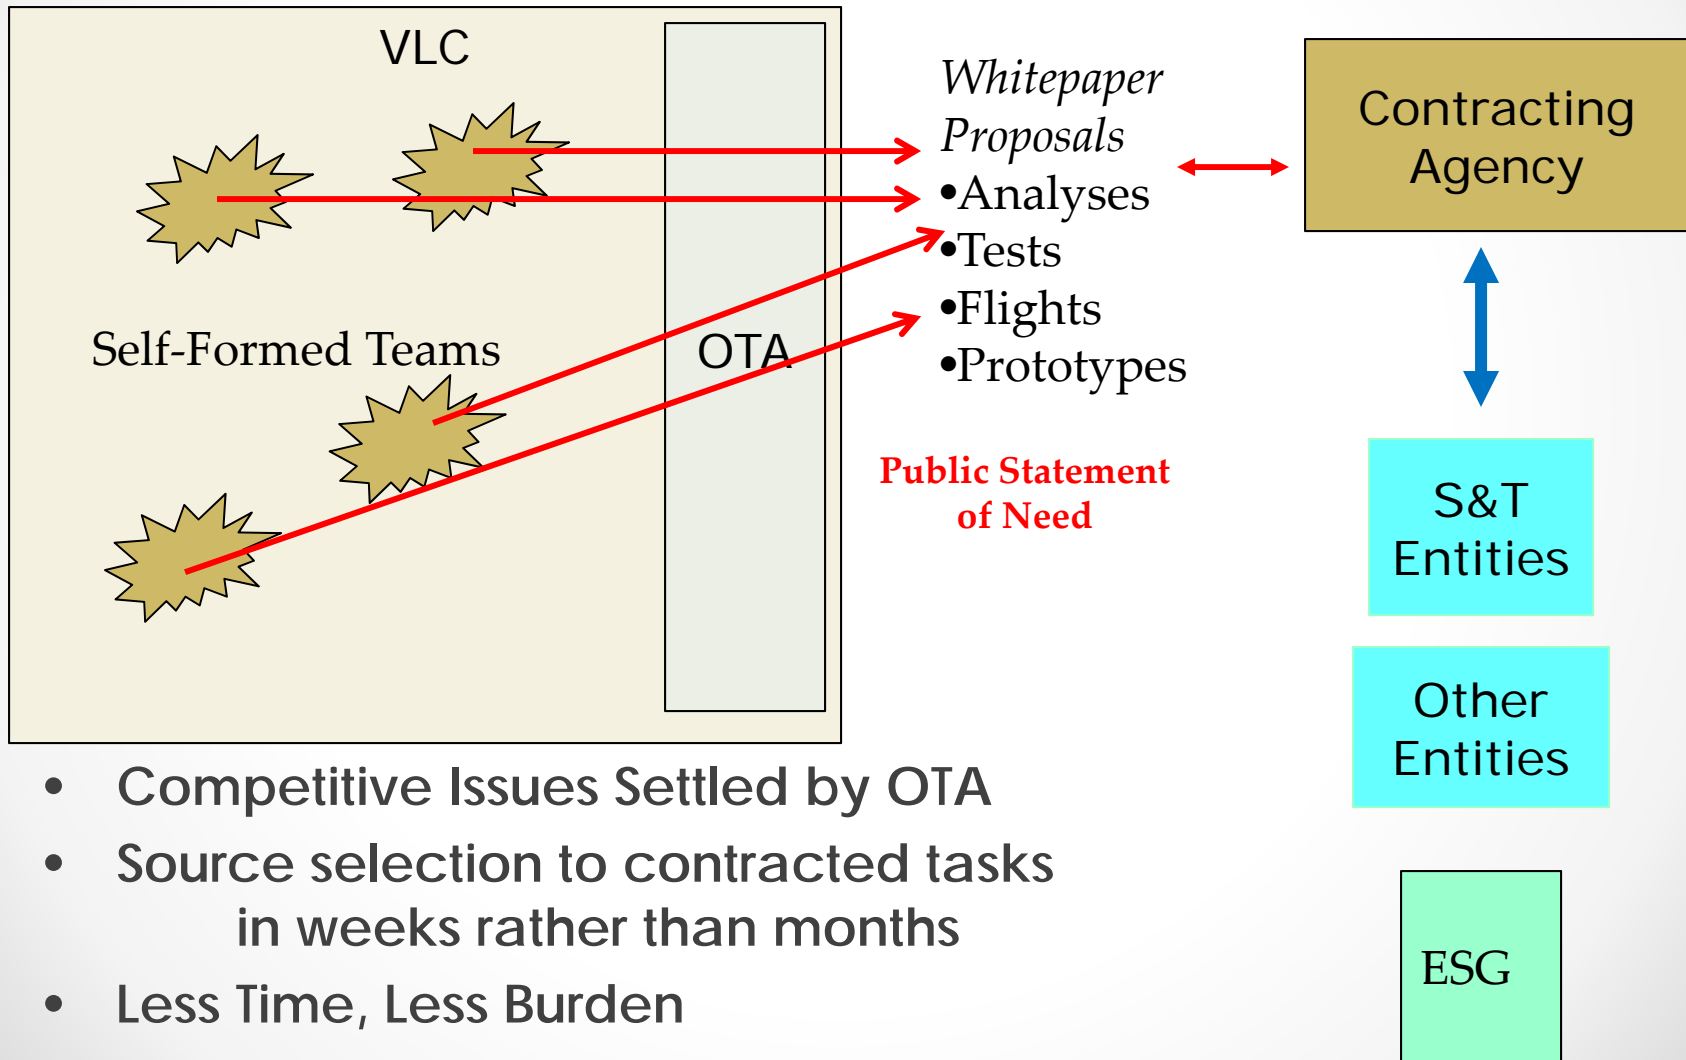 VLC
Self-Formed Teams
OTA
Whitepaper
Proposals
•Analyses
•Tests
•Flights
•Prototypes
Public Statement
of Need
Contracting
Agency
S&T
Entities
Other
Entities
ESG
• Competitive Issues Settled by OTA
• Source selection to contracted tasks
in weeks rather than months
• Less Time, Less Burden